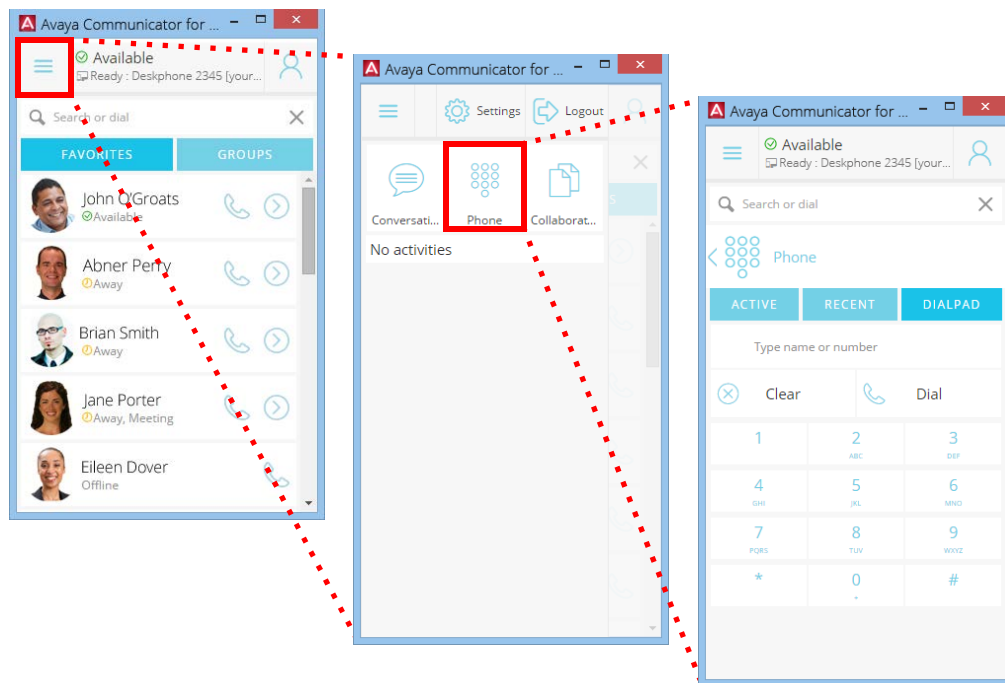 Avaya Communicator for ...
Available
Ready : Deskphone 2345 [your...
Search or dial
FAVORITES
GROUPS
John O'Groats
Available
Abner Perry
Away
Brian Smith
Away
Jane Porter
Away, Meeting
Eileen Dover
Offline
Avaya Communicator for ...
Settings
Logout
Conversati...
Phone
Collaborat...
S
No activities
Avaya Communicator for ...
Available
Ready : Deskphone 2345 [your...
Search or dial
Phone
ACTIVE
RECENT
DIALPAD
Type name or number
Clear
Dial
1
2
3
ABC
DEF
4
5
6
GHI
JKL
MNO
7
8
9
PQRS
TUV
WXYZ
*
0
#